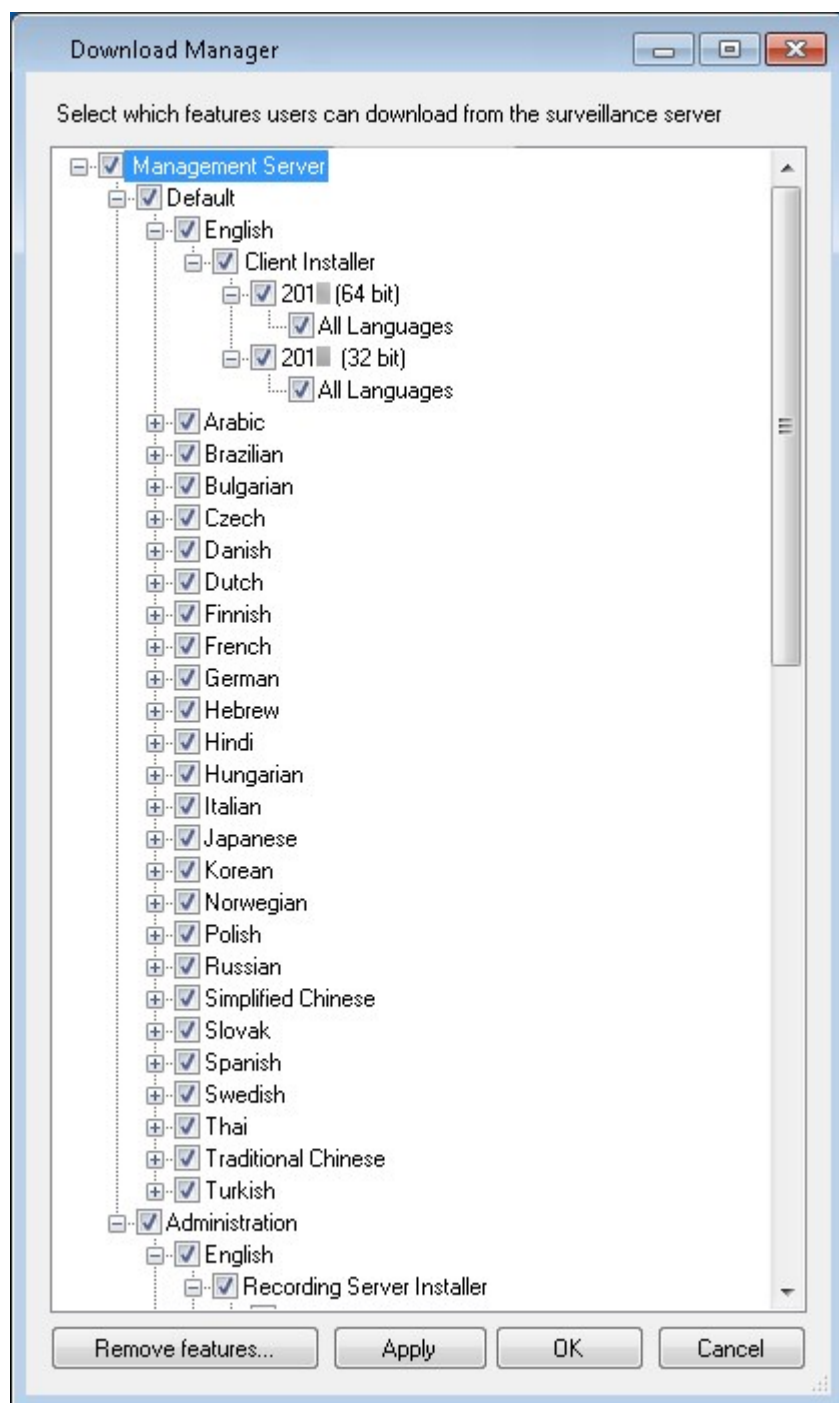 Download Manager
Select which features users can download from the surveillance server
Management Server
Default
English
Client Installer
201 (64 bit)
All Languages
201 (32 bit)
All Languages
Arabic
Brazilian
Bulgarian
Czech
Danish
Dutch
Finnish
French
German
Hebrew
Hindi
Hungarian
Italian
Japanese
Korean
Norwegian
Polish
Russian
Simplified Chinese
Slovak
Spanish
Swedish
Thai
Traditional Chinese
Turkish
Administration
English
Recording Server Installer
Remove features... Apply OK Cancel